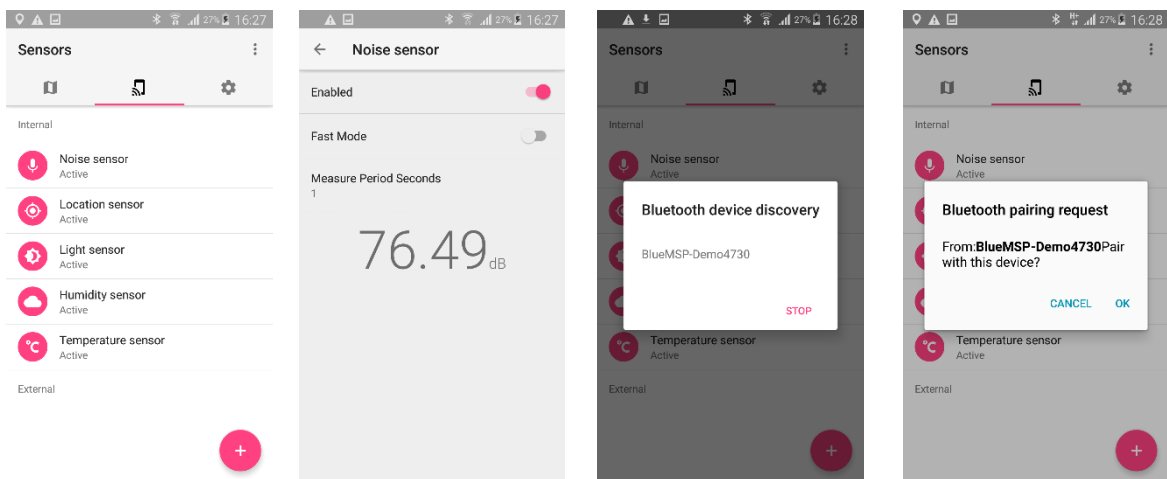 27% 16:27
Sensors
Internal
Noise sensor
Active
Location sensor
Active
Light sensor
Active
Humidity sensor
Active
°C
Temperature sensor
Active
External
+
27% 16:27
Noise sensor
Enabled
Fast Mode
Measure Period Seconds
1
76.49 dB
27% 16:28
Sensors
Internal
Noise sensor
Active
Bluetooth device discovery
BlueMSP-Demo4730
STOP
°C
Temperature sensor
Active
External
+
27% 16:28
Sensors
Internal
Noise sensor
Active
Bluetooth pairing request
From:BlueMSP-Demo4730Pair
with this device?
CANCEL OK
°C
Temperature sensor
Active
External
+